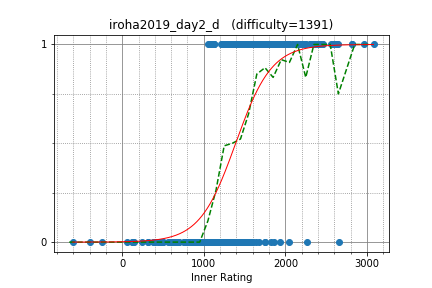 iroha2019_day2_d (difficulty=1391)
1
0
0 1000 2000 3000
Inner Rating